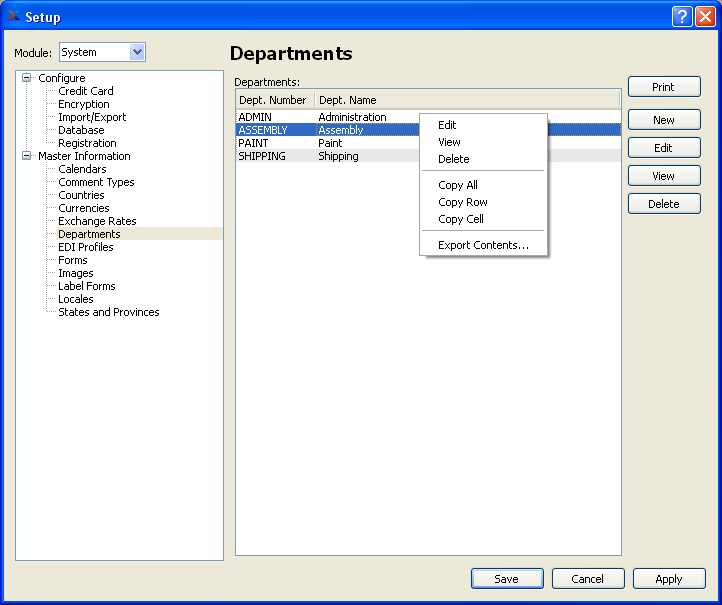 Setup
Module: System
Departments
Configure
Credit Card
Encryption
Import/Export
Database
Registration
Master Information
Calendars
Comment Types
Countries
Currencies
Exchange Rates
Departments
EDI Profiles
Forms
Images
Label Forms
Locales
States and Provinces
Departments:
Dept. Number Dept. Name
ADMIN Administration
ASSEMBLY Assembly
PAINT Paint
SHIPPING Shipping
Edit
View
Delete
Copy All
Copy Row
Copy Cell
Export Contents...
Print
New
Edit
View
Delete
Save Cancel Apply